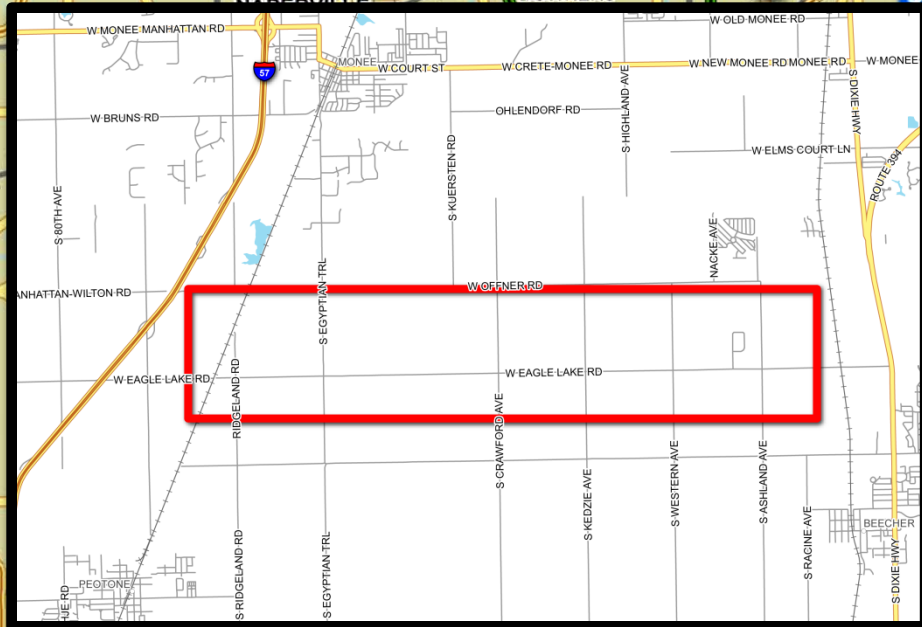 W OLD MONEE RD
W MONEE MANHATTAN RD
MONEE
W COURT ST
W CRETE-MONEE RD
W NEW MONEE RD
MONEE RD
W MONEE
57
S DIXIE HWY
S HIGHLAND AVE
OHLENDORF RD
W BRUNS RD
S KUERSTEN RD
W ELMS COURT LN
ROUTE 394
S 80TH AVE
NACKE AVE
S EGYPTIAN TRL
W OFFNER RD
ANHATTAN-WILTON RD
RIDGELAND RD
W EAGLE LAKE RD
W EAGLE LAKE RD
S CRAWFORD AVE
S KEDZIE AVE
S WESTERN AVE
S ASHLAND AVE
S RACINE AVE
BEECHER
S DIXIE HWY
S RIDGELAND RD
S EGYPTIAN TRL
PEOTONE
JE RD